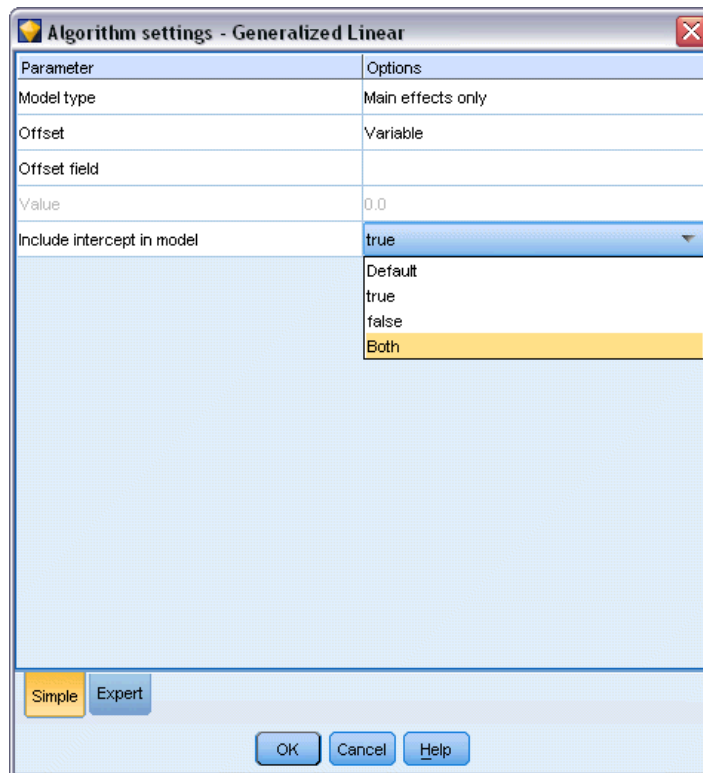 Algorithm settings - Generalized Linear
Parameter Options
Model type Main effects only
Offset Variable
Offset field
Value 0.0
Include intercept in model true
Default
true
false
Both
Simple Expert
OK Cancel Help